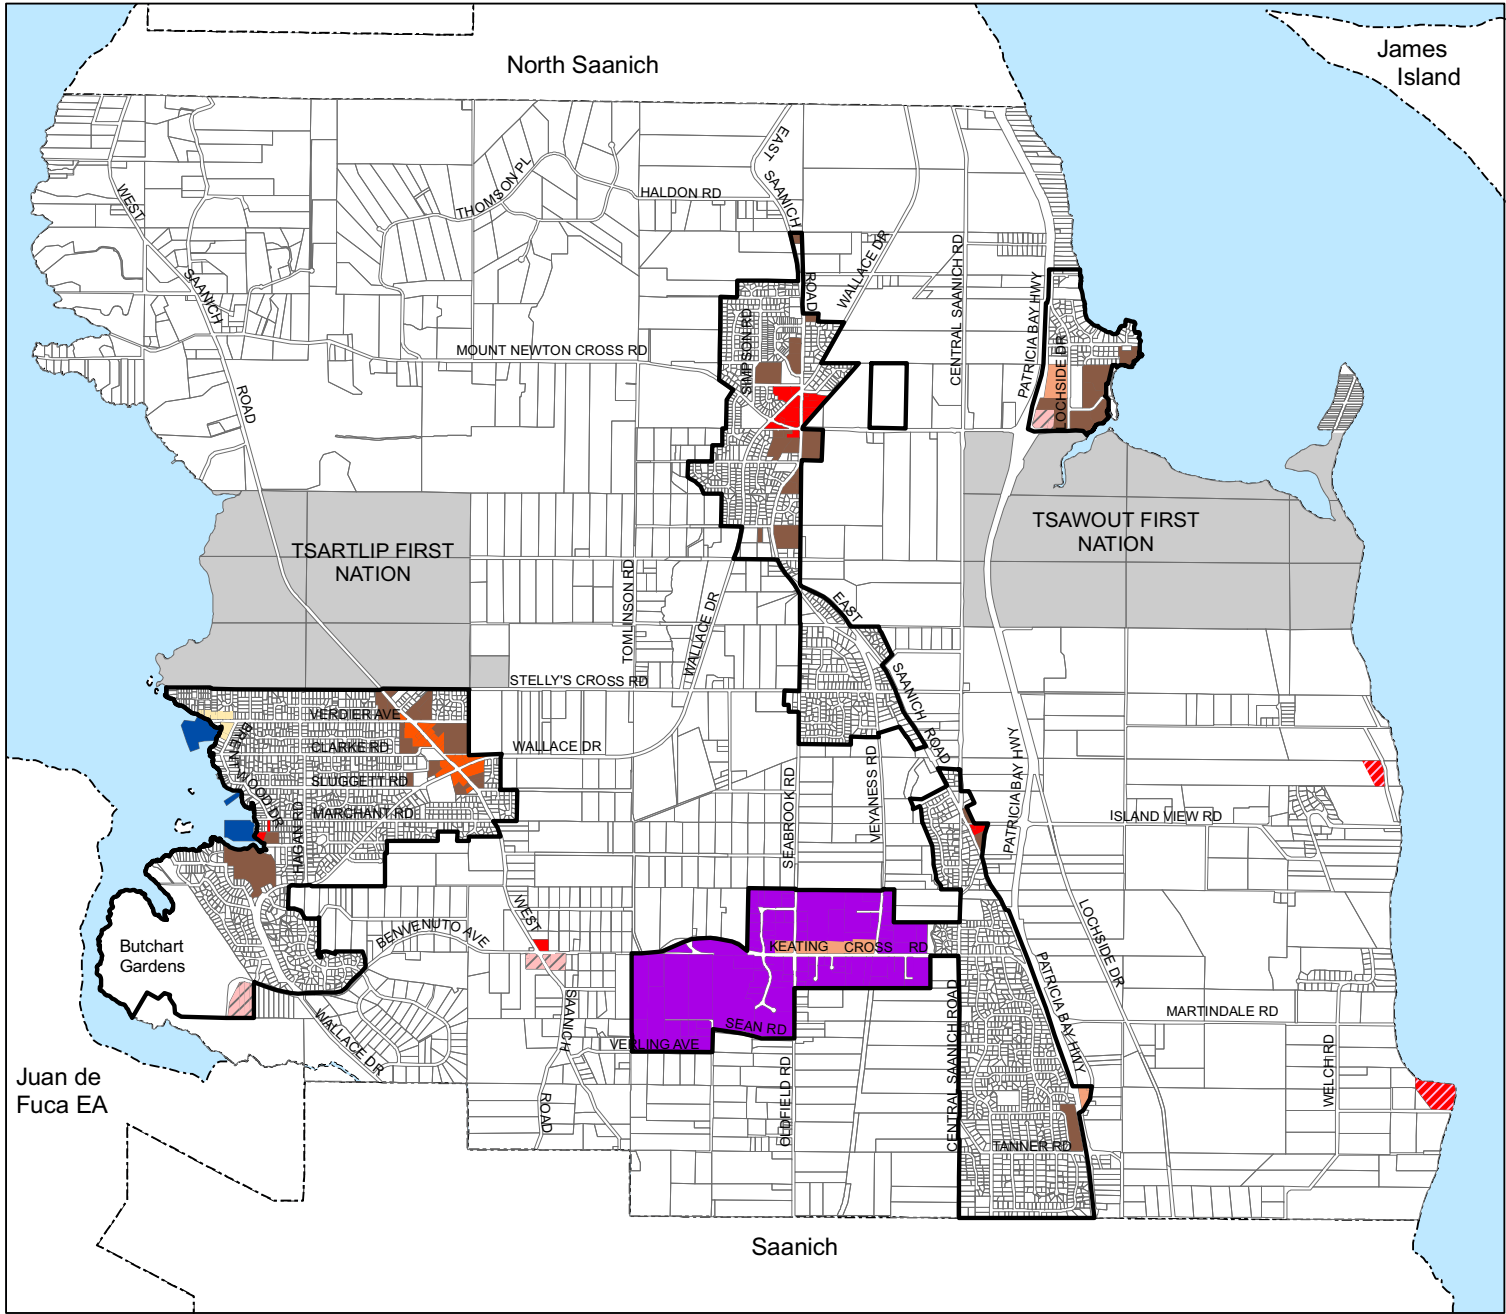 North Saanich
James
Island
EAST
SAANICH
ROAD
HALDON RD
THOMSON PL
WEST
SAANICH
ROAD
WALLACE DR
CENTRAL SAANICH RD
PATRICIA BAY HWY
LOCHSIDE DR
SIMPSON RD
MOUNT NEWTON CROSS RD
TSARTLIP FIRST
NATION
TSAWOUT FIRST
NATION
TOMLINSON RD
WALLACE DR
EAST
SAANICH
ROAD
STELLY'S CROSS RD
VERDIER AVE
BRENTWOOD DR
CLARKE RD
WALLACE DR
SLUGGETT RD
MARCHANT RD
HAGAN RD
SEABROOK RD
VEYANESS RD
PATRICIA BAY HWY
ISLAND VIEW RD
WEST
SAANICH
ROAD
BENVENUTO AVE
Butchart
Gardens
KEATING CROSS RD
LOCHSIDE DR
PATRICIA BAY HWY
CENTRAL SAANICH ROAD
MARTINDALE RD
WALLACE DR
SEAN RD
VERLING AVE
OLDFIELD RD
WELCH RD
TANNER RD
Juan de
Fuca EA
Saanich